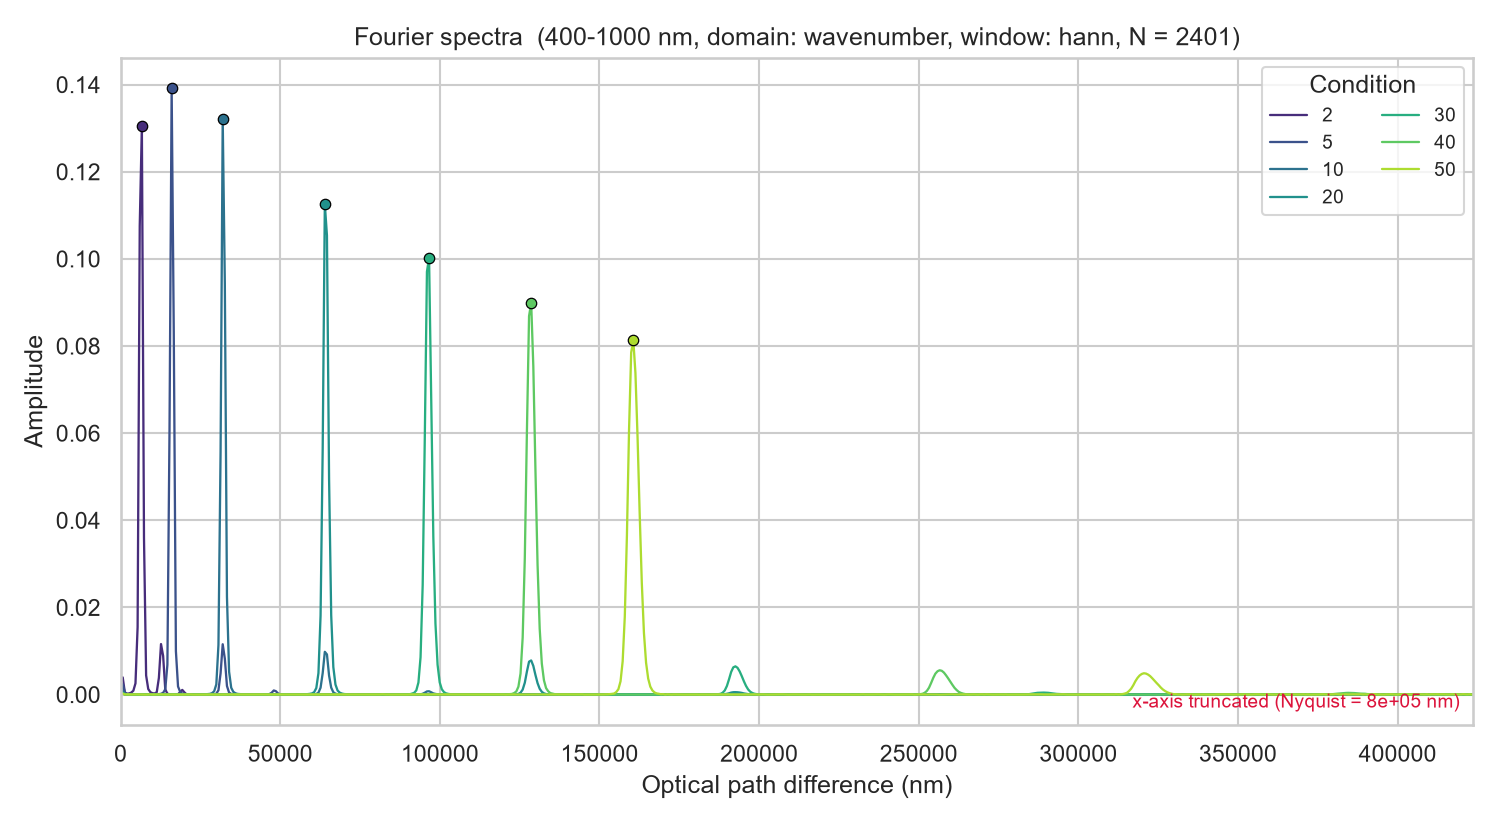 Fourier spectra  (400-1000 nm, domain: wavenumber, window: hann, N = 2401)
Amplitude
0.14
0.12
0.10
0.08
0.06
0.04
0.02
0.00
Condition
2 30
5 40
10 50
20
x-axis truncated (Nyquist = 8e+05 nm)
0 50000 100000 150000 200000 250000 300000 350000 400000
Optical path difference (nm)